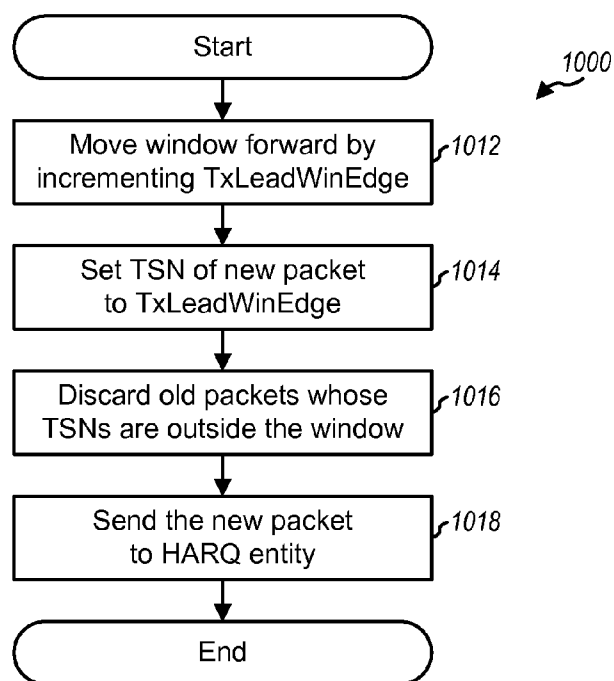 Start
1000
Move window forward by
incrementing TxLeadWinEdge
1012
Set TSN of new packet
to TxLeadWinEdge
1014
Discard old packets whose
TSNs are outside the window
1016
Send the new packet
to HARQ entity
1018
End